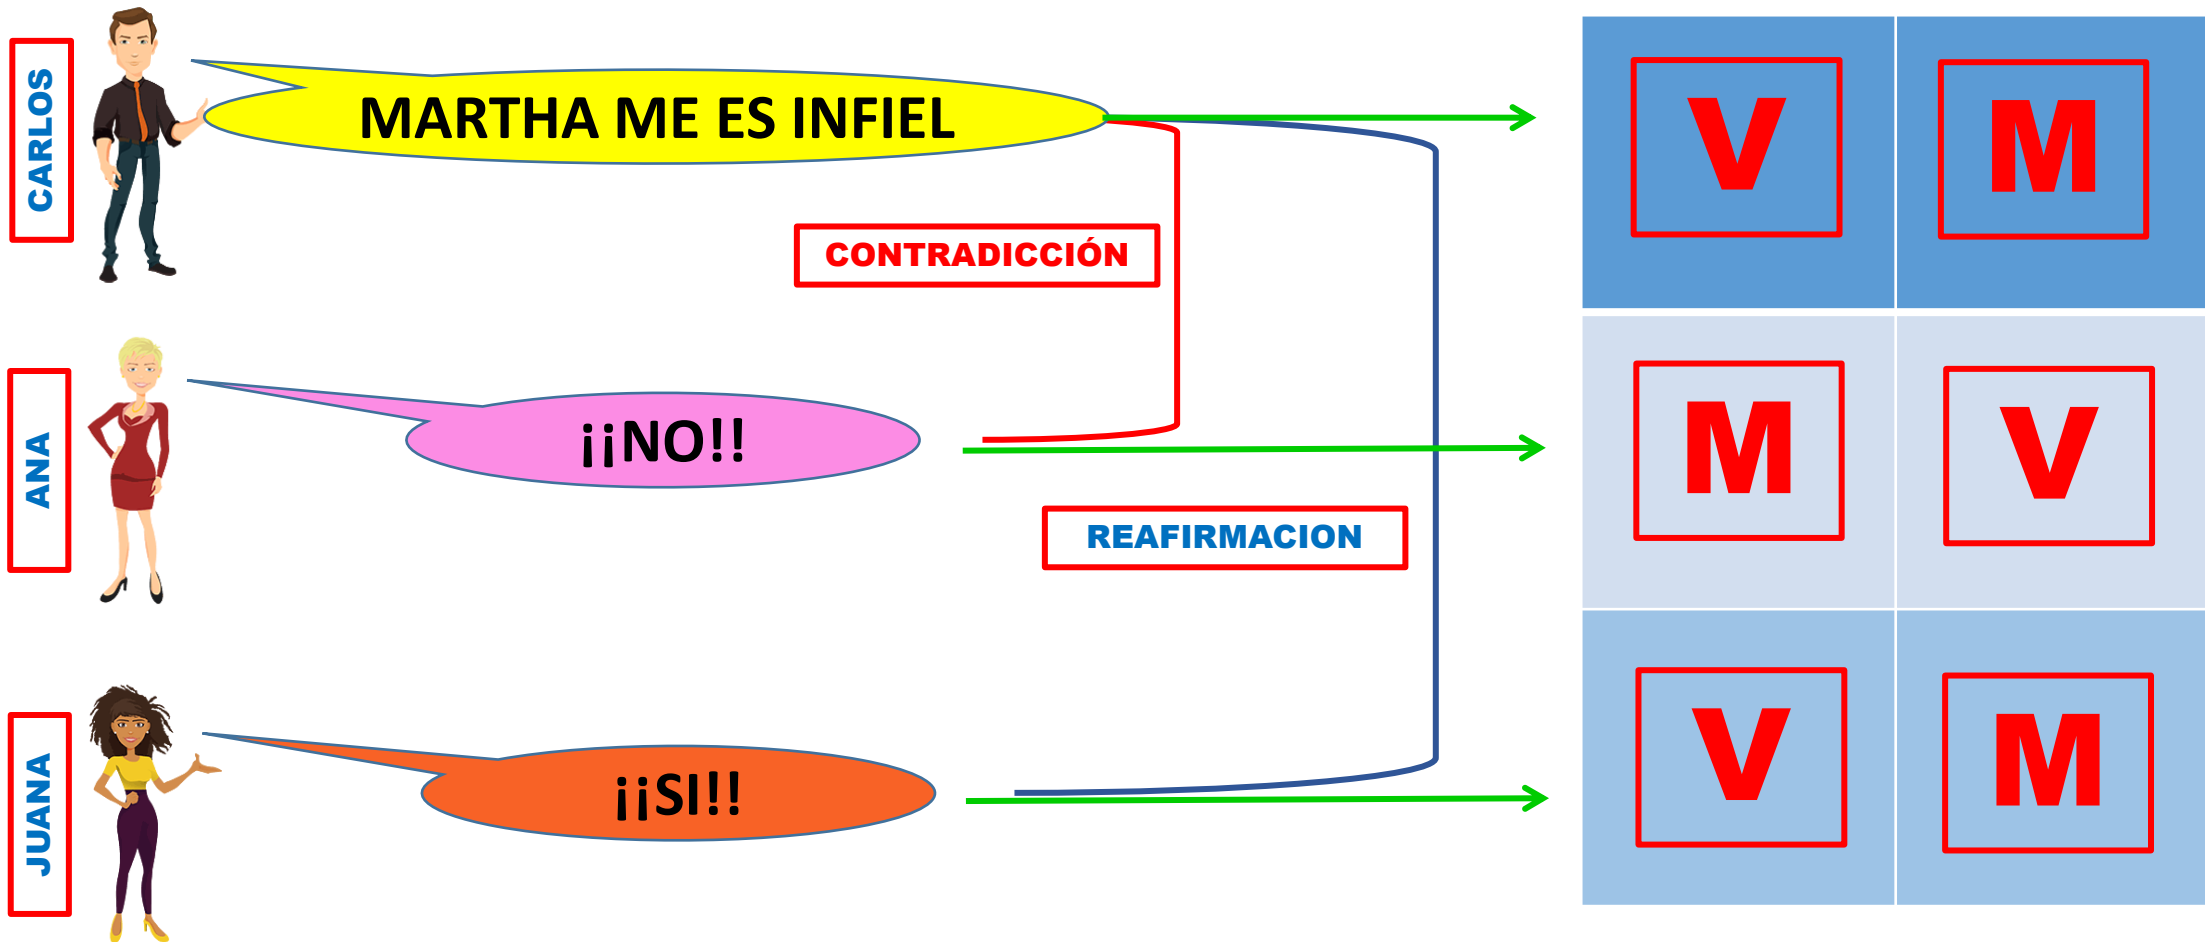 CARLOS
MARTHA ME ES INFIEL
V
M
CONTRADICCIÓN
ANA
¡¡NO!!
M
V
REAFIRMACION
JUANA
¡¡SI!!
V
M